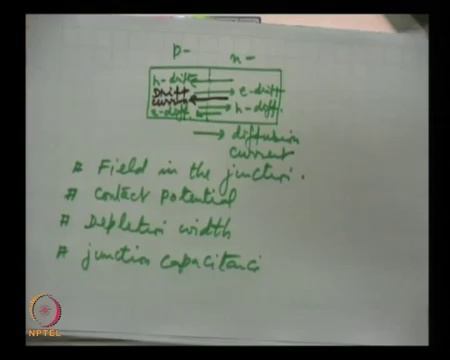 p- n-
h-drift
Drift e-drift
current h-diff.
e-diff.
diffusion
current
# Field in the junction.
# Contact Potential
# Depletion width
# junction capacitance
NPTEL